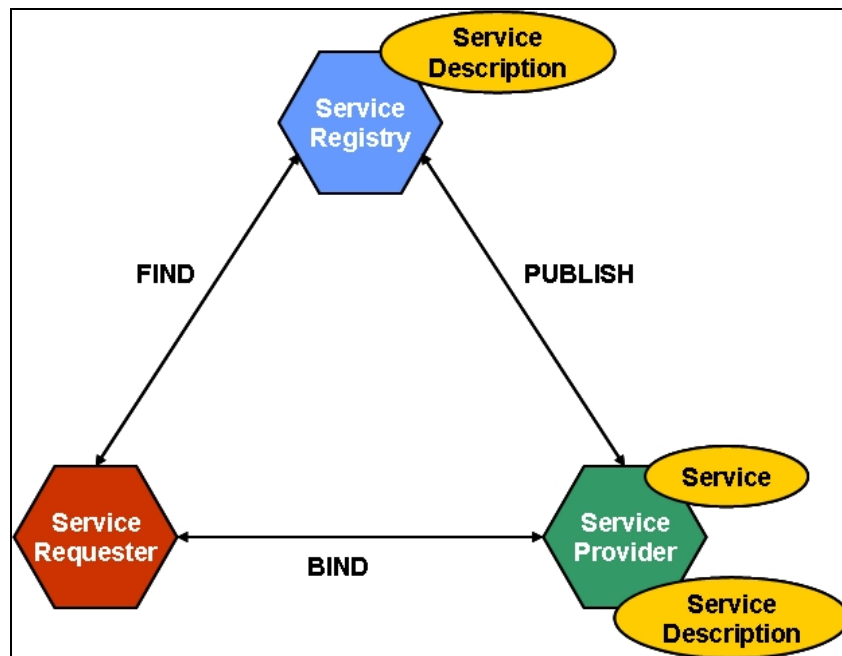 Service
Description
Service
Registry
FIND
PUBLISH
Service
Service
Requester
Service
Provider
BIND
Service
Description